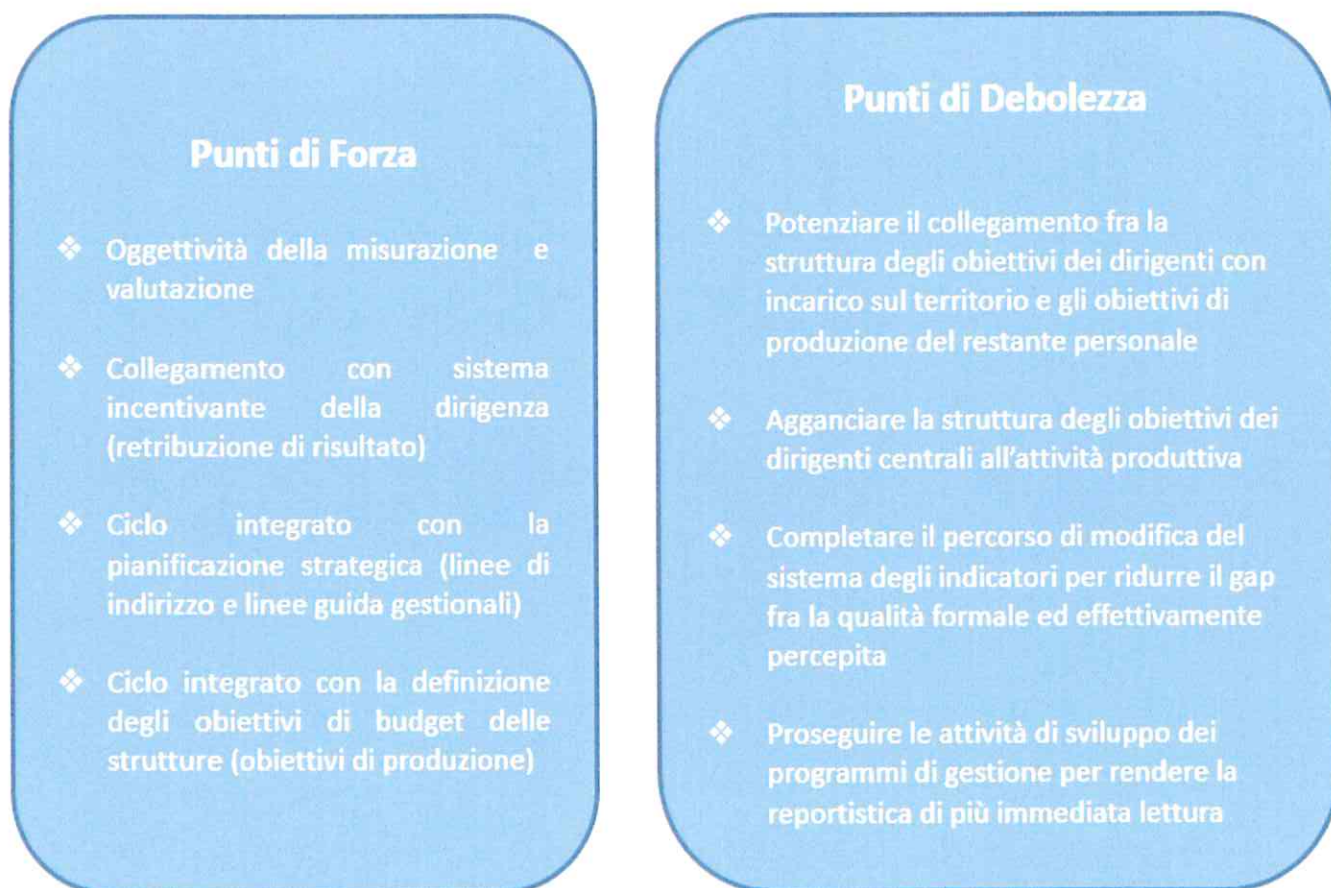 Punti di Forza
❖ Oggettività della misurazione e
valutazione
❖ Collegamento con sistema
incentivante della dirigenza
(retribuzione di risultato)
❖ Ciclo integrato con la
pianificazione strategica (linee di
indirizzo e linee guida gestionali)
❖ Ciclo integrato con la definizione
degli obiettivi di budget delle
strutture (obiettivi di produzione)
Punti di Debolezza
❖ Potenziare il collegamento fra la
struttura degli obiettivi dei dirigenti con
incarico sul territorio e gli obiettivi di
produzione del restante personale
❖ Agganciare la struttura degli obiettivi dei
dirigenti centrali all'attività produttiva
❖ Completare il percorso di modifica del
sistema degli indicatori per ridurre il gap
fra la qualità formale ed effettivamente
percepita
❖ Proseguire le attività di sviluppo dei
programmi di gestione per rendere la
reportistica di più immediata lettura